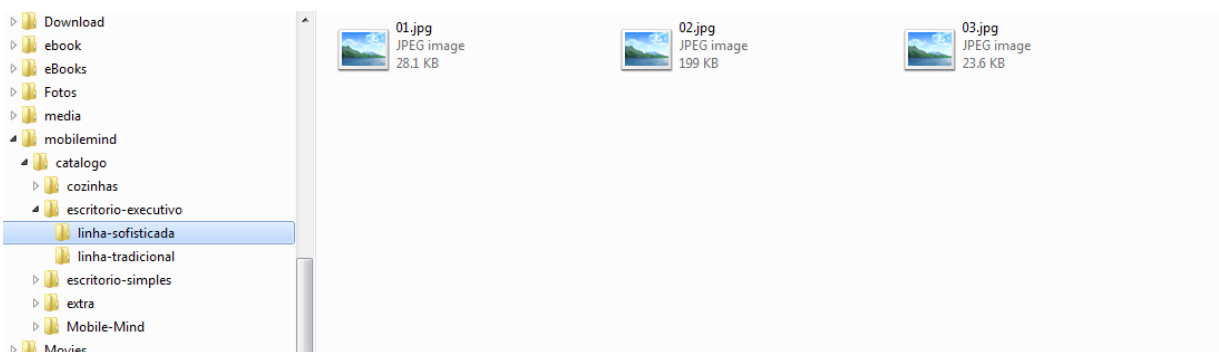 Download
ebook
eBooks
Fotos
media
mobilemind
catalogo
cozinhas
escritorio-executivo
linha-sofisticada
linha-tradicional
escritorio-simples
extra
Mobile-Mind
Movies
01.jpg
JPEG image
28.1 KB
02.jpg
JPEG image
199 KB
03.jpg
JPEG image
23.6 KB